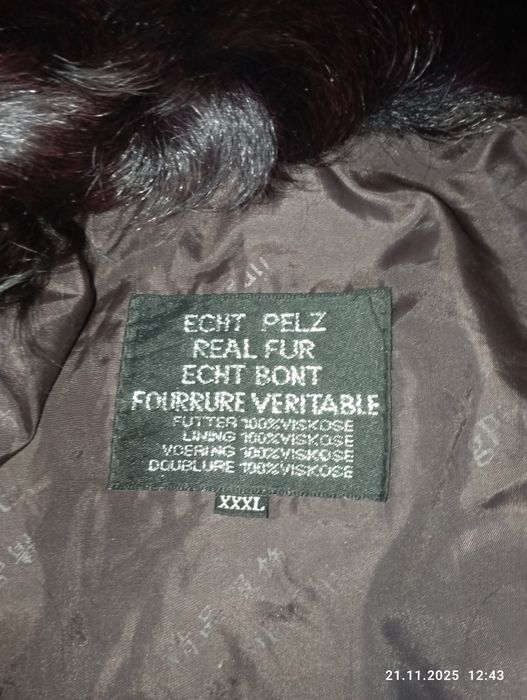 ECHT PELZ
REAL FUR
ECHT BONT
FOURRURE VERITABLE
FUTTER 100%VISKOSE
LINING 100%VISKOSE
VOERING 100%VISKOSE
DOUBLURE 100%VISKOSE
XXXL
21.11.2025 12:43